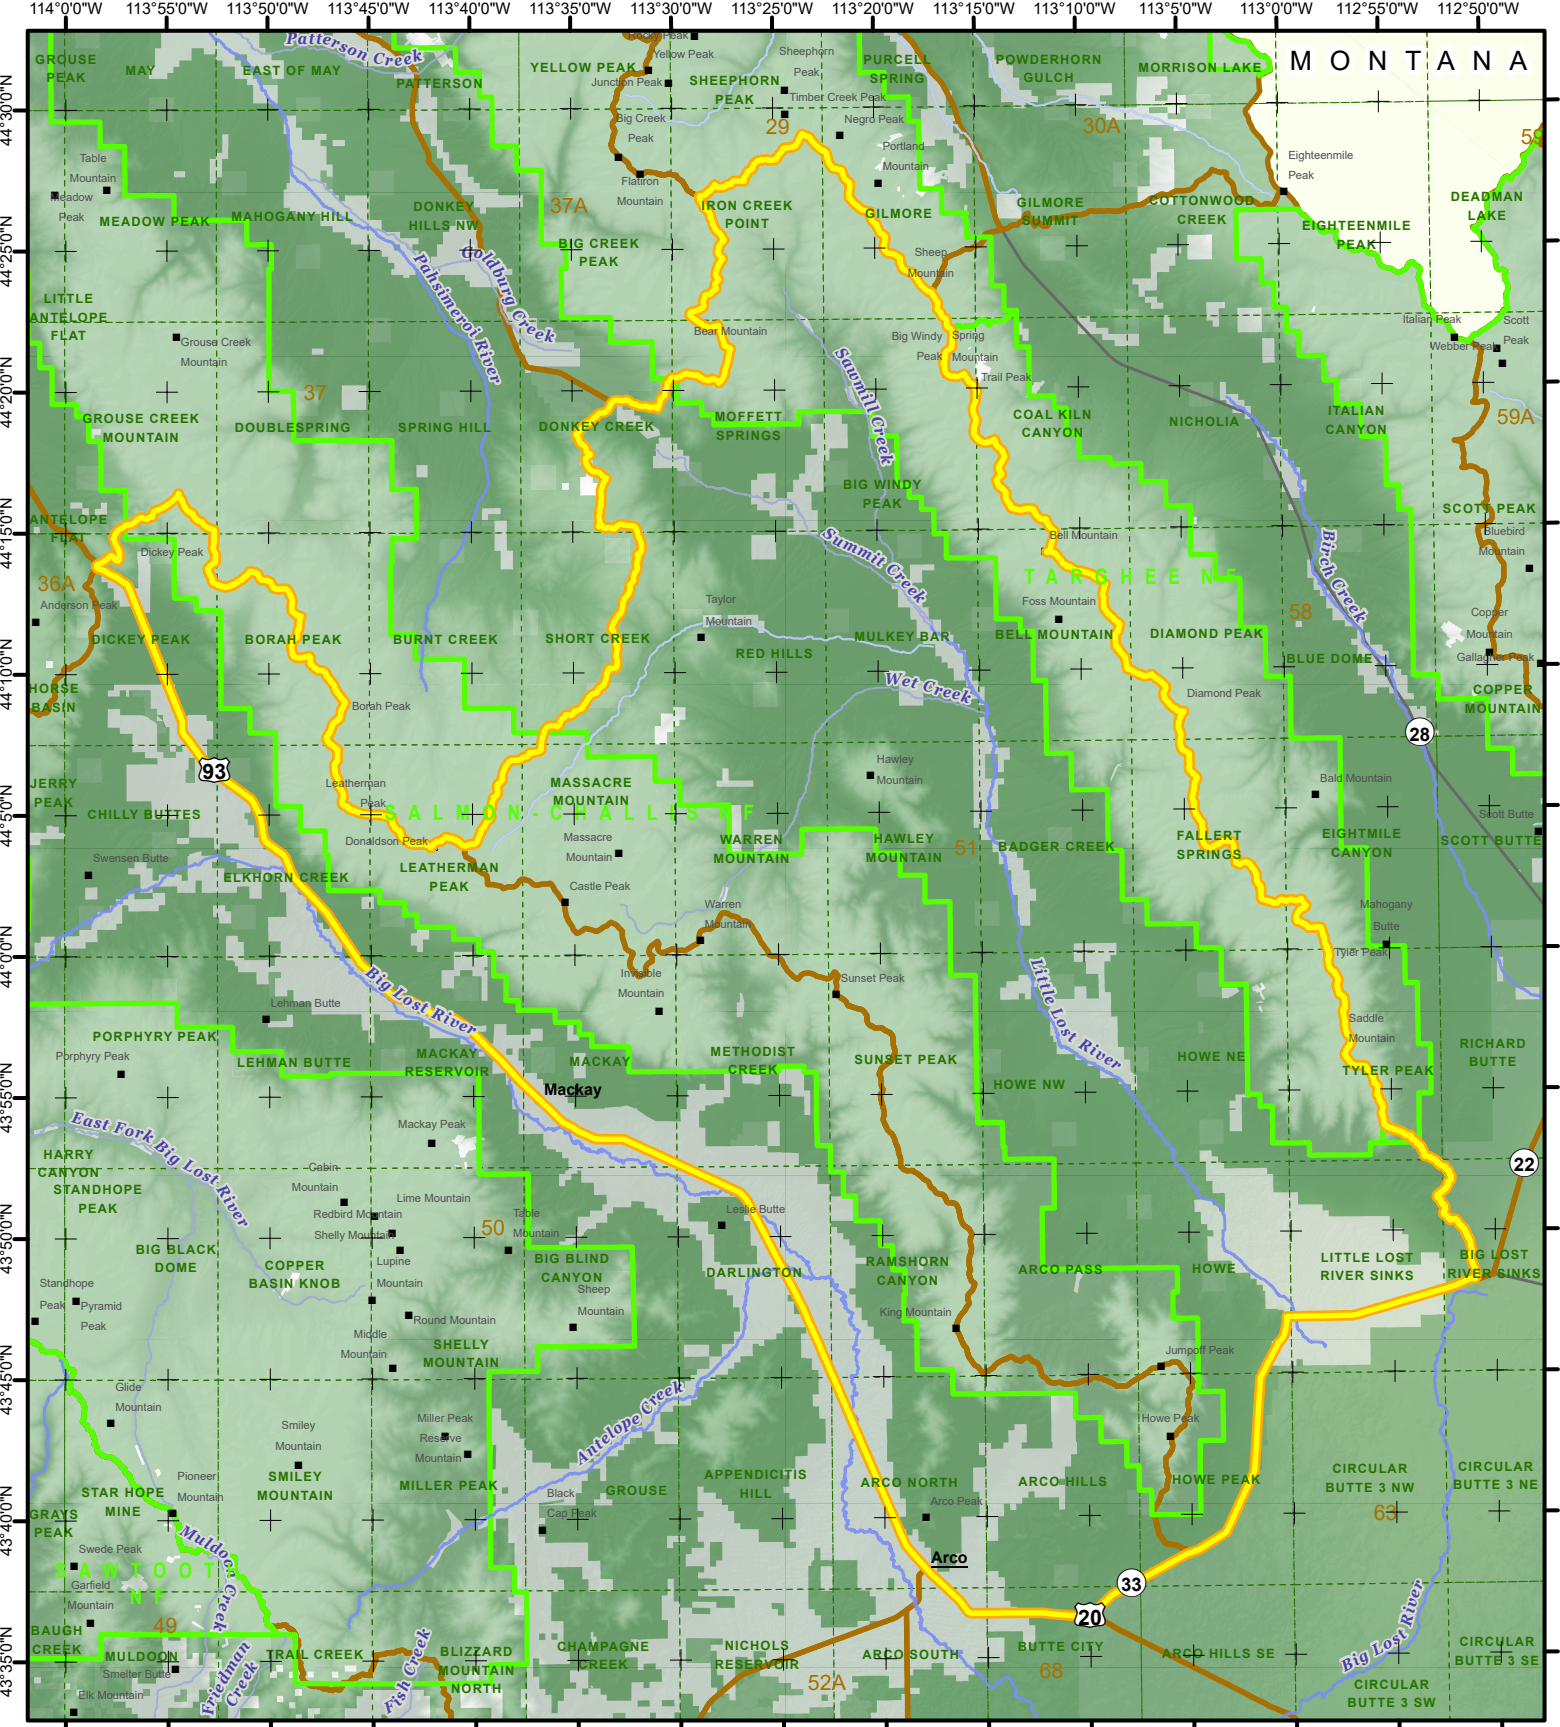 114°0'0"W
113°55'0"W
113°50'0"W
113°45'0"W
113°40'0"W
113°35'0"W
113°30'0"W
113°25'0"W
113°20'0"W
113°15'0"W
113°10'0"W
113°5'0"W
113°0'0"W
112°55'0"W
112°50'0"W
44°30'0"N
44°25'0"N
44°20'0"N
44°15'0"N
44°10'0"N
44°5'0"N
44°0'0"N
43°55'0"N
43°50'0"N
43°45'0"N
43°40'0"N
43°35'0"N
MONTANA
GROUSE
PEAK
MAY
EAST OF MAY
Patterson Creek
PATTERSON
YELLOW PEAK
Rocky Peak
Yellow Peak
Junction Peak
SHEEPHORN
PEAK
Sheephorn
Peak
Timber Creek Peak
PURCELL
SPRING
POWDERHORN
GULCH
MORRISON LAKE
Big Creek
Peak
29
Negro Peak
30A
59
Table
Mountain
Meadow
Peak
MEADOW PEAK
MAHOGANY HILL
DONKEY
HILLS NW
37A
Flatiron
Mountain
IRON CREEK
POINT
Portland
Mountain
GILMORE
GILMORE
SUMMIT
COTTONWOOD
CREEK
Eighteenmile
Peak
EIGHTEENMILE
PEAK
DEADMAN
LAKE
BIG CREEK
PEAK
Goldburg Creek
Pahsimeroi River
Sheep
Mountain
LITTLE
ANTELOPE
FLAT
Grouse Creek
Mountain
Bear Mountain
Sawmill Creek
Big Windy
Peak
Spring
Mountain
Trail Peak
Italian Peak
Scott
Peak
Webber Peak
37
GROUSE CREEK
MOUNTAIN
DOUBLESPRING
SPRING HILL
DONKEY CREEK
MOFFETT
SPRINGS
COAL KILN
CANYON
NICHOLIA
ITALIAN
CANYON
59A
BIG WINDY
PEAK
SCOTT PEAK
Bluebird
Mountain
ANTELOPE
FLAT
Dickey Peak
Summit Creek
Bell Mountain
Birch Creek
36A
Anderson Peak
TARGHEE NF
Foss Mountain
58
Copper
Mountain
Taylor
Mountain
DICKEY PEAK
BORAH PEAK
BURNT CREEK
SHORT CREEK
RED HILLS
MULKEY BAR
BELL MOUNTAIN
DIAMOND PEAK
BLUE DOME
Gallagher Peak
HORSE
BASIN
Borah Peak
Wet Creek
Diamond Peak
COPPER
MOUNTAIN
28
93
JERRY
PEAK
CHILLY BUTTES
Leatherman
Peak
MASSACRE
MOUNTAIN
Hawley
Mountain
Bald Mountain
SALMON-CHALLIS NF
Scott Butte
Swensen Butte
Donaldson Peak
Massacre
Mountain
WARREN
MOUNTAIN
HAWLEY
MOUNTAIN
51
BADGER CREEK
FALLERT
SPRINGS
EIGHTMILE
CANYON
SCOTT BUTTE
ELKHORN CREEK
LEATHERMAN
PEAK
Castle Peak
Warren
Mountain
Mahogany
Butte
Tyler Peak
Big Lost River
Invisible
Mountain
Sunset Peak
Little Lost River
Lehman Butte
Saddle
Mountain
PORPHYRY PEAK
Porphyry Peak
LEHMAN BUTTE
MACKAY
RESERVOIR
MACKAY
METHODIST
CREEK
SUNSET PEAK
HOWE NE
RICHARD
BUTTE
TYLER PEAK
Mackay
HOWE NW
East Fork Big Lost River
Mackay Peak
HARRY
CANYON
STANDHOPE
PEAK
Cabin
Mountain
Lime Mountain
22
Redbird Mountain
Shelly Mountain
50
Table
Mountain
Leslie Butte
BIG BLACK
DOME
Lupine
Mountain
COPPER
BASIN KNOB
BIG BLIND
CANYON
DARLINGTON
RAMSHORN
CANYON
ARCO PASS
HOWE
LITTLE LOST
RIVER SINKS
BIG LOST
RIVER SINKS
Standhope
Peak
Pyramid
Peak
Sheep
Mountain
Round Mountain
King Mountain
Middle
Mountain
SHELLY
MOUNTAIN
Jumpoff Peak
Glide
Mountain
Antelope Creek
Smiley
Mountain
Miller Peak
Reserve
Mountain
Howe Peak
Pioneer
Mountain
SMILEY
MOUNTAIN
MILLER PEAK
STAR HOPE
MINE
Black
Cap Peak
GROUSE
APPENDICITIS
HILL
ARCO NORTH
Arco Peak
ARCO HILLS
HOWE PEAK
CIRCULAR
BUTTE 3 NW
CIRCULAR
BUTTE 3 NE
63
GRAYS
PEAK
Swede Peak
Muldoon Creek
SAWTOOTH
NF
Garfield
Mountain
Arco
33
20
49
BAUGH
CREEK
MULDOON
Smelter Butte
Elk Mountain
Friedman
Creek
TRAIL CREEK
Fish Creek
BLIZZARD
MOUNTAIN
NORTH
CHAMPAGNE
CREEK
NICHOLS
RESERVOIR
52A
ARCO SOUTH
BUTTE CITY
68
ARCO HILLS SE
Big Lost River
CIRCULAR
BUTTE 3 SW
CIRCULAR
BUTTE 3 SE